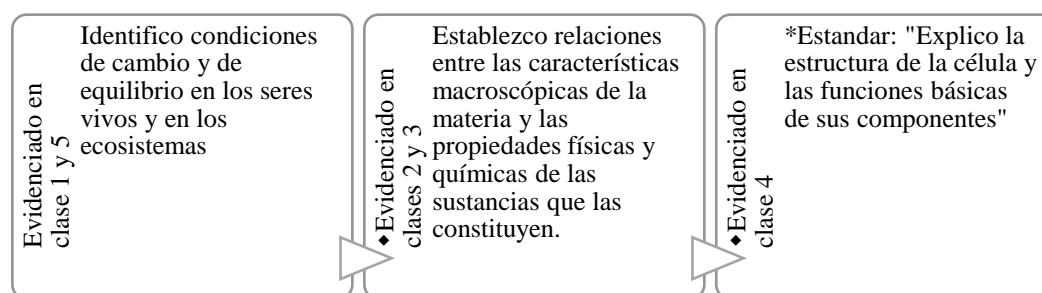 Evidenciado en
clase 1 y 5
Identifico condiciones
de cambio y de
equilibrio en los seres
vivos y en los
ecosistemas
◆Evidenciado en
clases 2 y 3
Establezco relaciones
entre las características
macroscópicas de la
materia y las
propiedades físicas y
químicas de las
sustancias que las
constituyen.
◆Evidenciado en
clase 4
*Estandar: "Explico la
estructura de la célula y
las funciones básicas
de sus componentes"